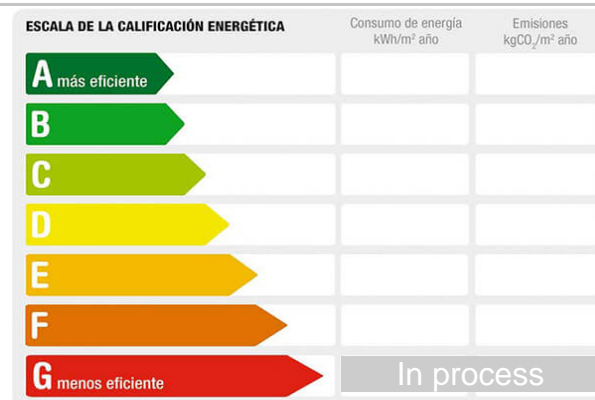 ESCALA DE LA CALIFICACIÓN ENERGÉTICA
Consumo de energía
kWh/m² año
Emisiones
kgCO₂/m² año
A más eficiente
B
C
D
E
F
G menos eficiente
In process